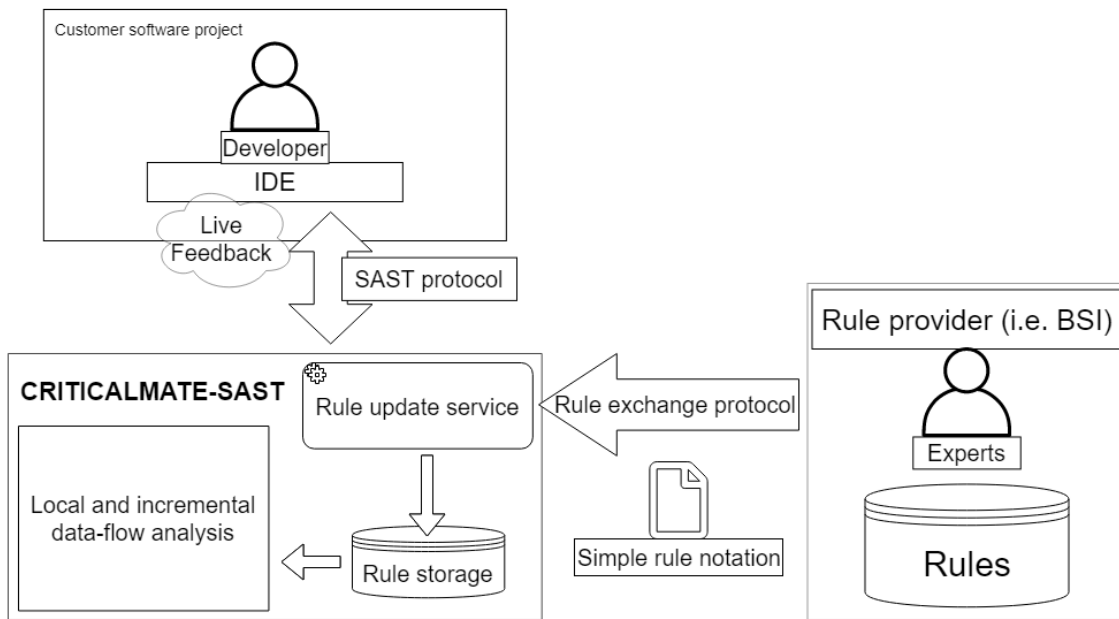 Customer software project
Developer
IDE
Live
Feedback
SAST protocol
Rule provider (i.e. BSI)
CRITICALMATE-SAST
Rule update service
Rule exchange protocol
Experts
Local and incremental
data-flow analysis
Rule storage
Simple rule notation
Rules